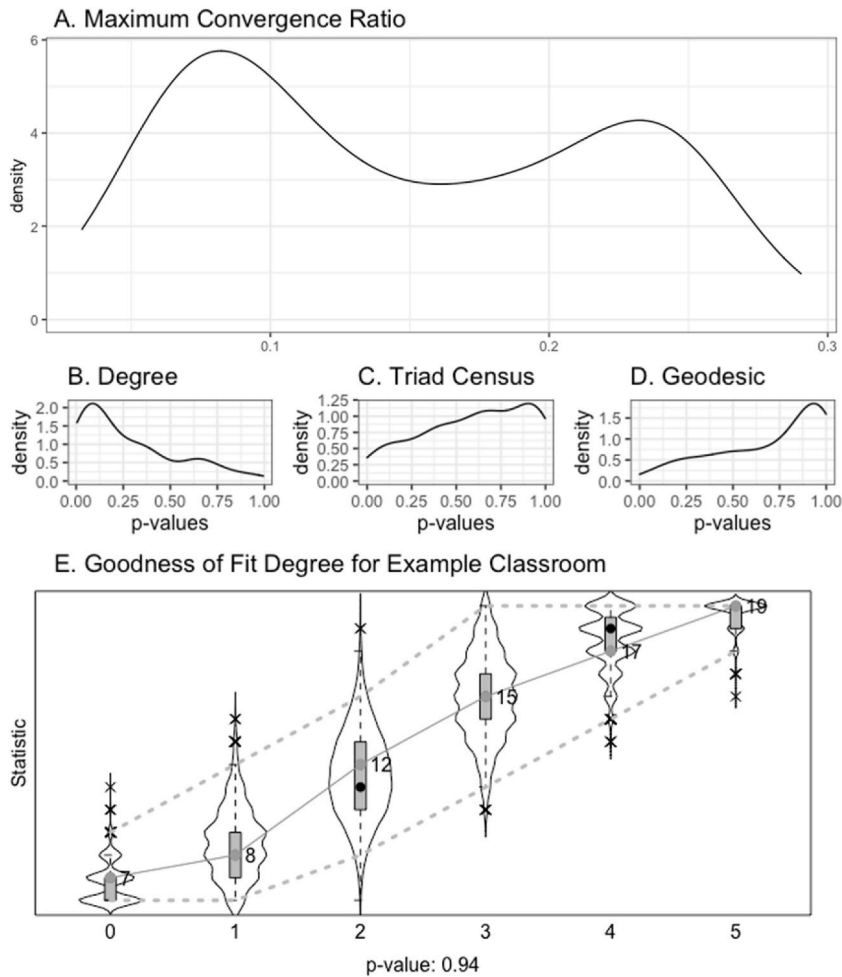 A. Maximum Convergence Ratio
6
4
2
0
density
0.1 0.2 0.3
B. Degree C. Triad Census D. Geodesic
2.0
1.5
1.0
0.5
0.0
density
0.00 0.25 0.50 0.75 1.00
p-values
1.25
1.00
0.75
0.50
0.25
0.00
density
0.00 0.25 0.50 0.75 1.00
p-values
1.5
1.0
0.5
0.0
density
0.00 0.25 0.50 0.75 1.00
p-values
E. Goodness of Fit Degree for Example Classroom
Statistic
7
8
12
15
17
19
0 1 2 3 4 5
p-value: 0.94